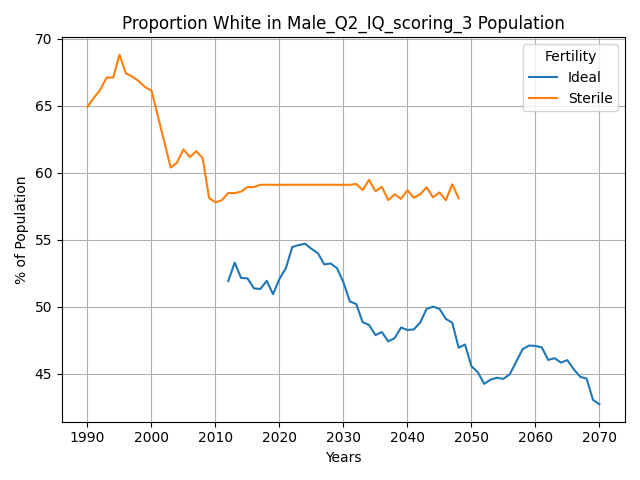 Proportion White in Male_Q2_IQ_scoring_3 Population
70
65
60
55
50
45
% of Population
Fertility
Ideal
Sterile
1990 2000 2010 2020 2030 2040 2050 2060 2070
Years